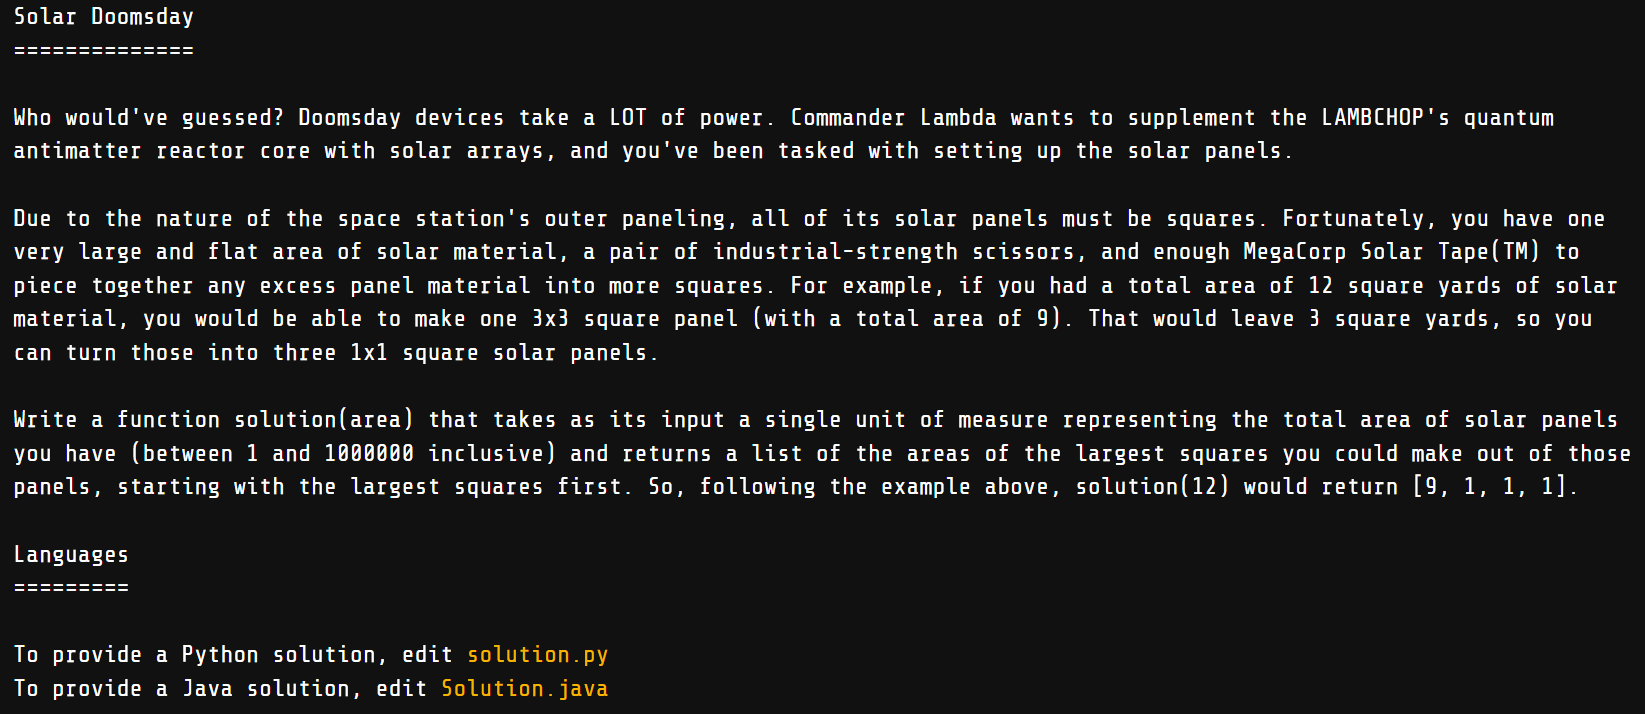 Solar Doomsday
==============
Who would've guessed? Doomsday devices take a LOT of power. Commander Lambda wants to supplement the LAMBCHOP's quantum
antimatter reactor core with solar arrays, and you've been tasked with setting up the solar panels.
Due to the nature of the space station's outer paneling, all of its solar panels must be squares. Fortunately, you have one
very large and flat area of solar material, a pair of industrial-strength scissors, and enough MegaCorp Solar Tape(TM) to
piece together any excess panel material into more squares. For example, if you had a total area of 12 square yards of solar
material, you would be able to make one 3x3 square panel (with a total area of 9). That would leave 3 square yards, so you
can turn those into three 1x1 square solar panels.
Write a function solution(area) that takes as its input a single unit of measure representing the total area of solar panels
you have (between 1 and 1000000 inclusive) and returns a list of the areas of the largest squares you could make out of those
panels, starting with the largest squares first. So, following the example above, solution(12) would return [9, 1, 1, 1].
Languages
=========
To provide a Python solution, edit solution.py
To provide a Java solution, edit Solution.java